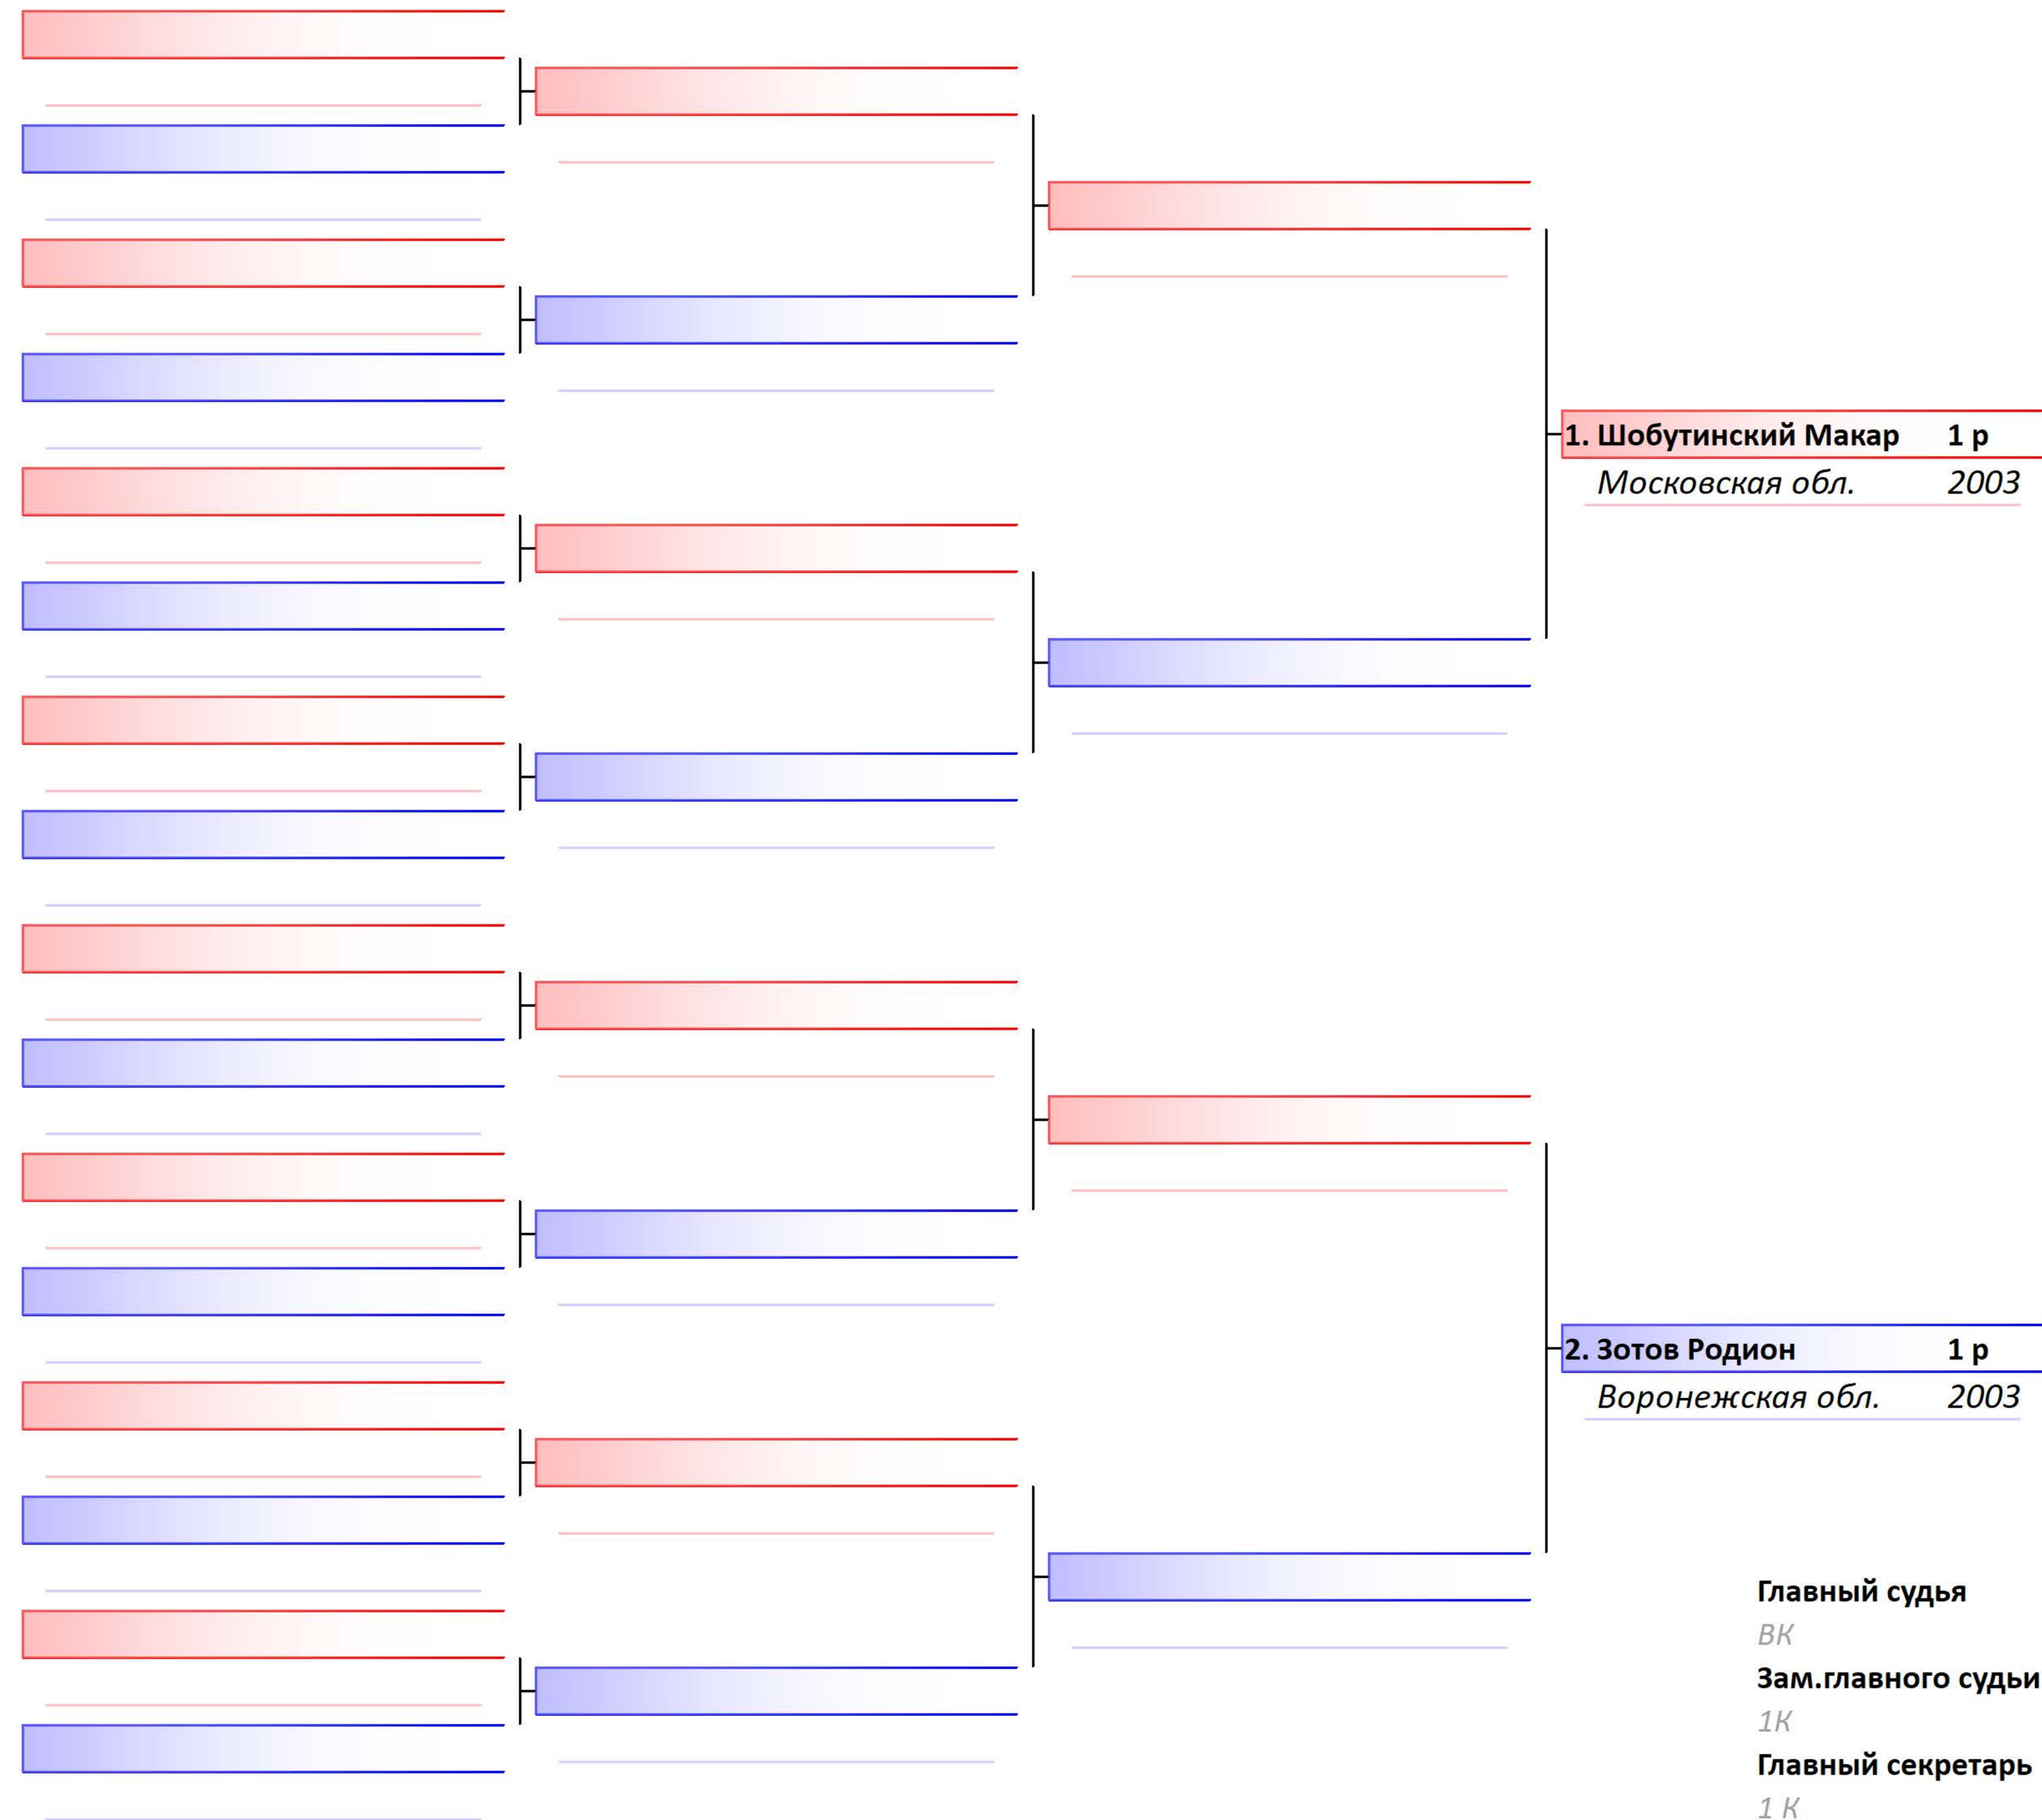 1. Шобутинский Макар 1 р
Московская обл. 2003
2. Зотов Родион 1 р
Воронежская обл. 2003
Главный судья
ВК
Зам.главного судьи
1К
Главный секретарь
1 К